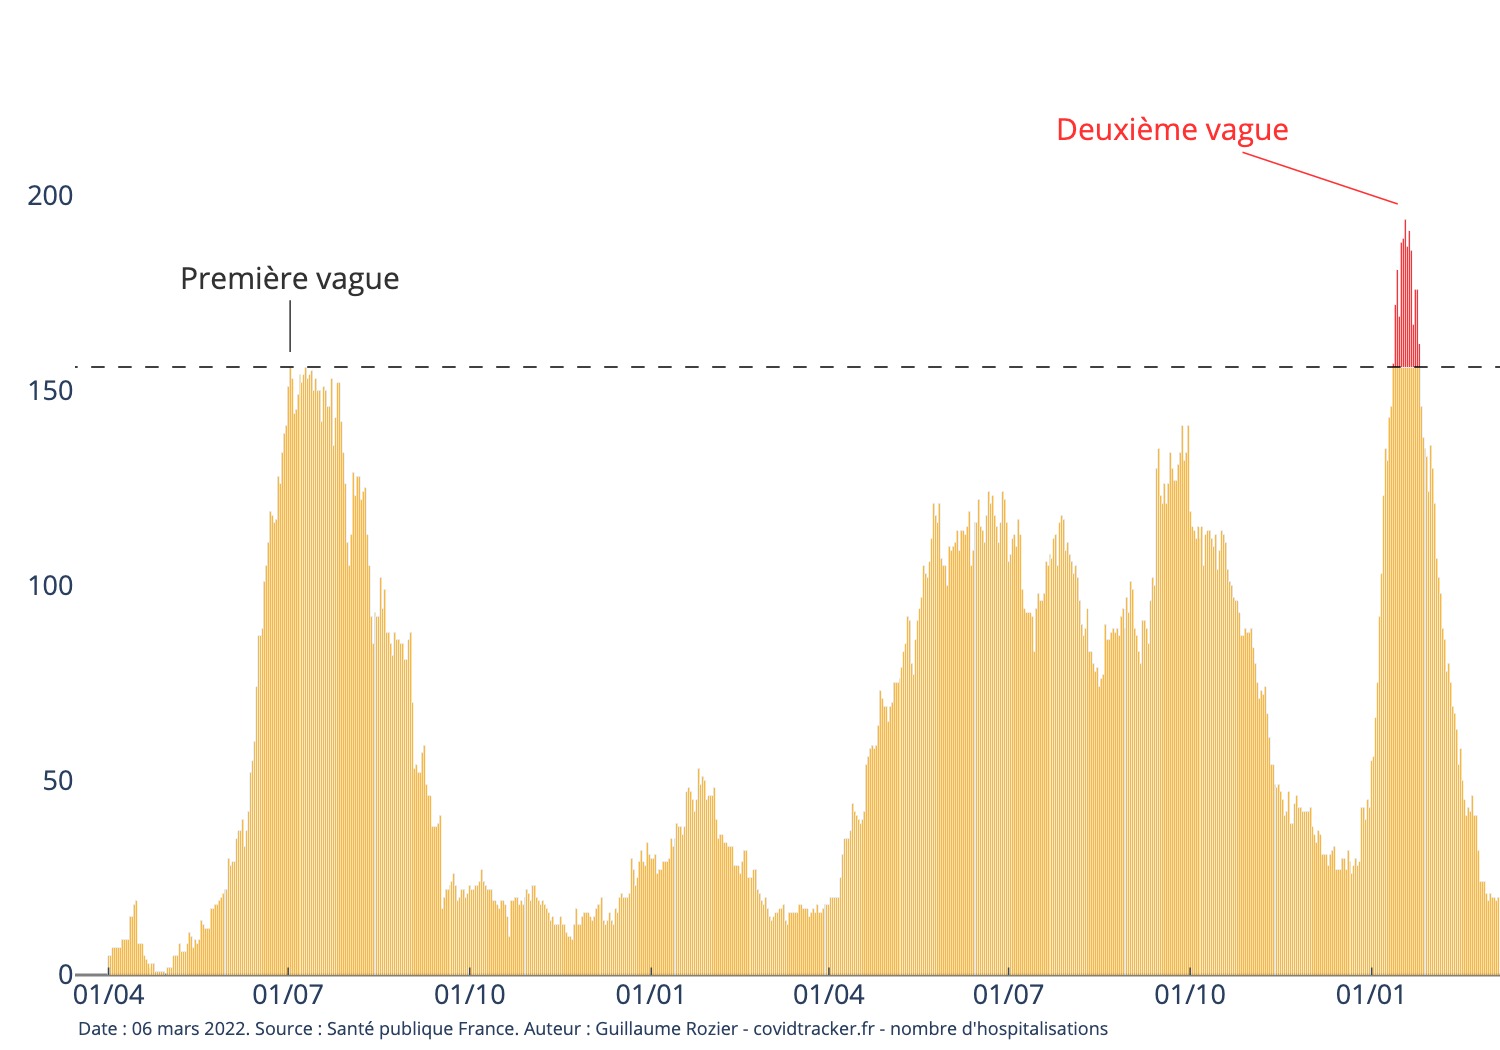 Deuxième vague
200
Première vague
150
100
50
0
01/04 01/07 01/10 01/01 01/04 01/07 01/10 01/01
Date : 06 mars 2022. Source : Santé publique France. Auteur : Guillaume Rozier - covidtracker.fr - nombre d'hospitalisations